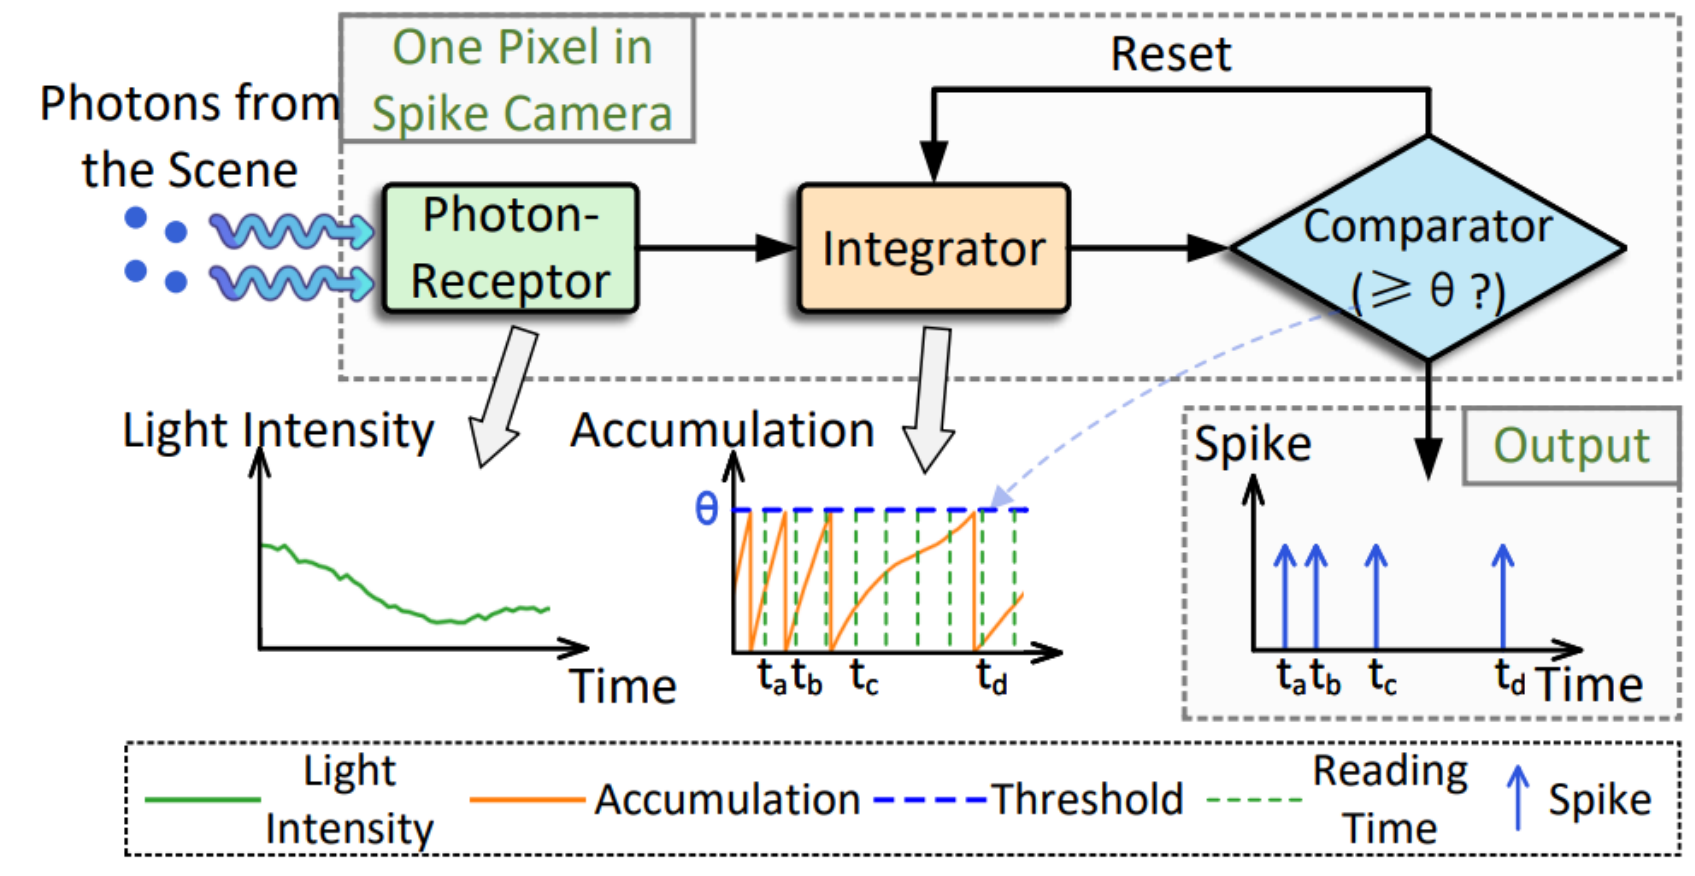 One Pixel in
Spike Camera
Reset
Photons from
the Scene
Photon-
Receptor
Integrator
Comparator
(≥ θ ?)
Light Intensity
Time
Accumulation
θ
ta tb tc td
Spike
Output
ta tb tc td Time
Light
Intensity
Accumulation
Threshold
Reading
Time
Spike